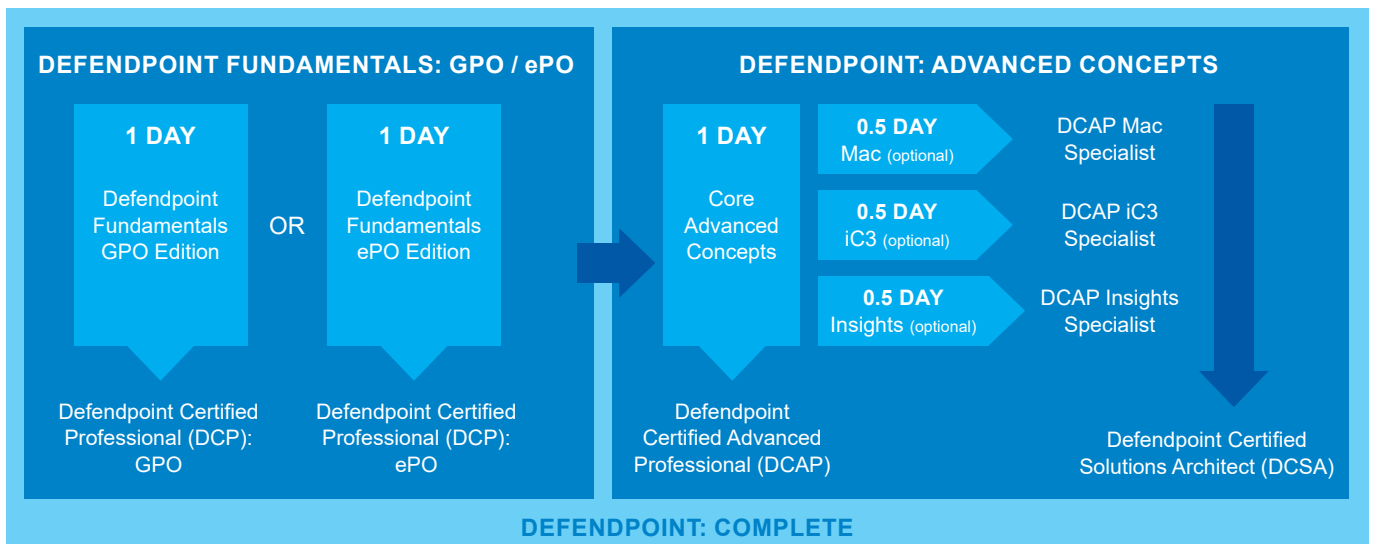 DEFENDPOINT FUNDAMENTALS: GPO / ePO
1 DAY
Defendpoint
Fundamentals
GPO Edition
OR
1 DAY
Defendpoint
Fundamentals
ePO Edition
Defendpoint Certified
Professional (DCP):
GPO
Defendpoint Certified
Professional (DCP):
ePO
DEFENDPOINT: ADVANCED CONCEPTS
1 DAY
Core
Advanced
Concepts
Defendpoint
Certified Advanced
Professional (DCAP)
0.5 DAY
Mac (optional)
DCAP Mac
Specialist
0.5 DAY
iC3 (optional)
DCAP iC3
Specialist
0.5 DAY
Insights (optional)
DCAP Insights
Specialist
Defendpoint Certified
Solutions Architect (DCSA)
DEFENDPOINT: COMPLETE